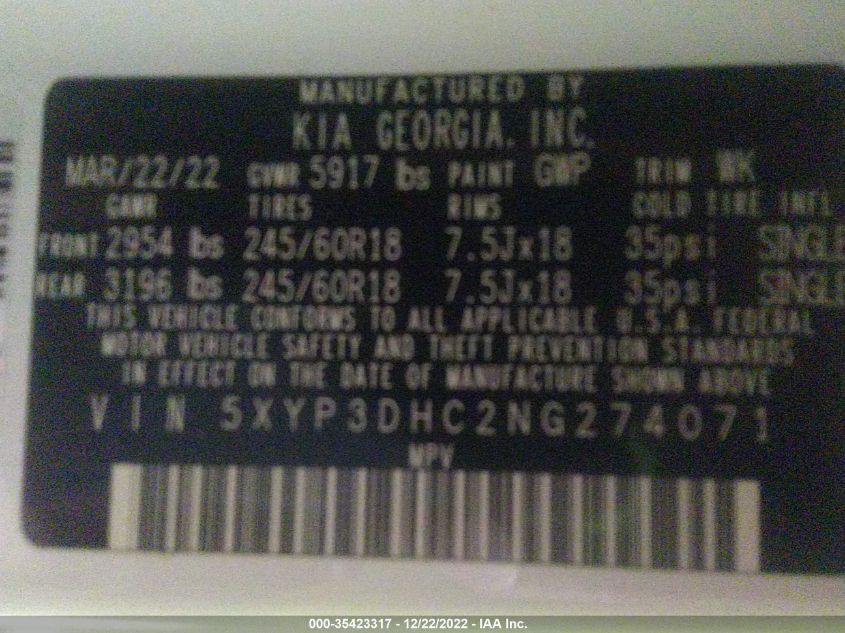 MANUFACTURED BY
KIA GEORGIA. INC.
MAR/22/22 GVWR 5917 lbs PAINT GWP TRIM WK
GAWR TIRES RIMS COLD TIRE INFL
FRONT 2954 lbs 245/60R18 7.5Jx18 35psi SINGLE
REAR 3196 lbs 245/60R18 7.5Jx18 35psi SINGLE
THIS VEHICLE CONFORMS TO ALL APPLICABLE U.S.A. FEDERAL
MOTOR VEHICLE SAFETY AND THEFT PREVENTION STANDARDS
IN EFFECT ON THE DATE OF MANUFACTURE SHOWN ABOVE
VIN 5XYP3DHC2NG274071
MPV
000-35423317 - 12/22/2022 - IAA Inc.